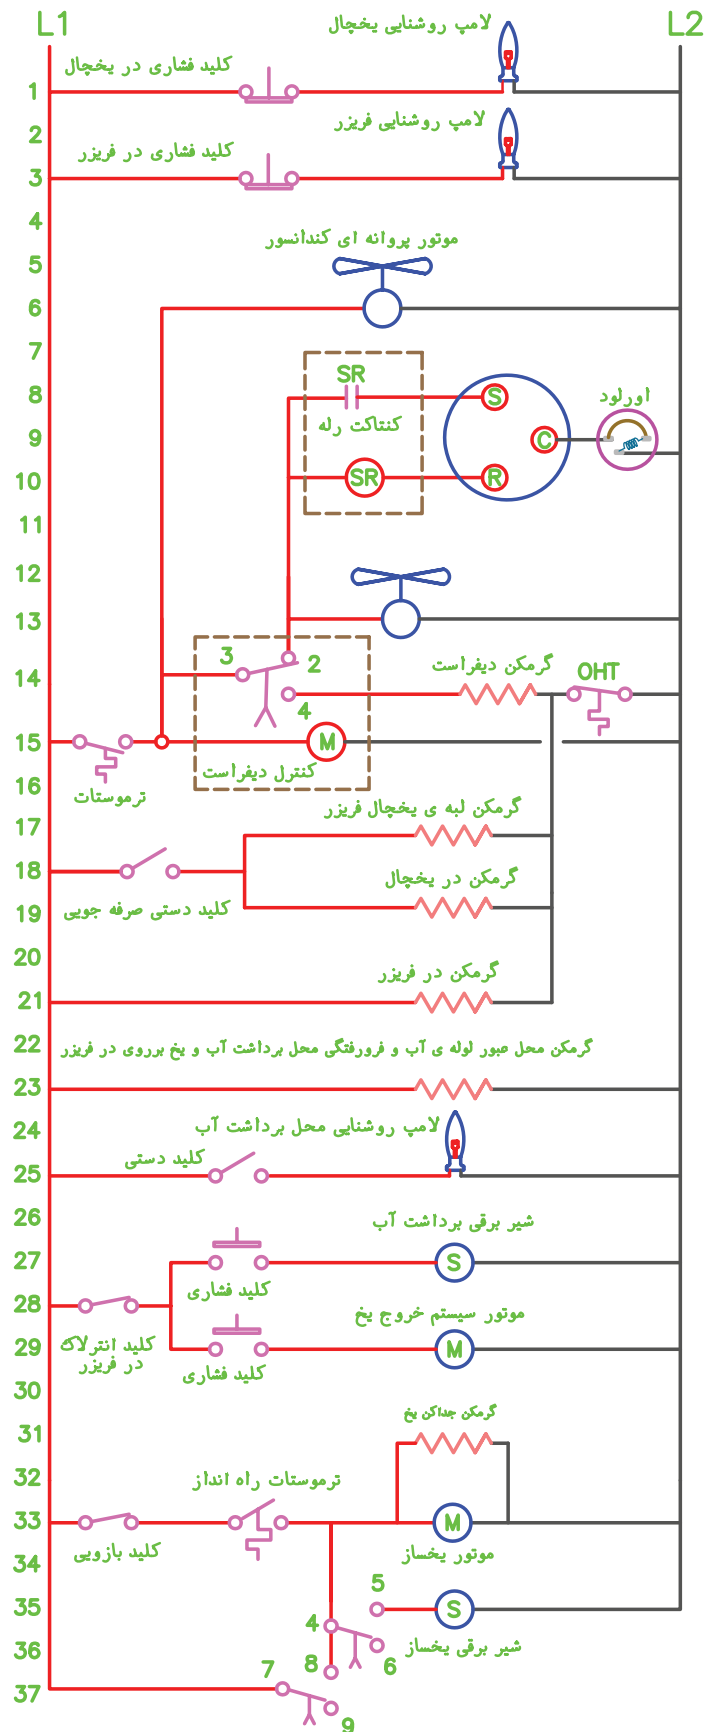 L1 L2
لامپ روشنایی یخچال
کلید فشاری در یخچال
1
لامپ روشنایی فریزر
2
کلید فشاری در فریزر
3
4
موتور پروانه ای کندانسور
5
6
7
SR
8
S
اورلود
کنتاکت رله
9
C
10
SR
R
11
12
13
3
2
گرمکن دیفراست
OHT
14
4
15
M
کنترل دیفراست
16
ترموستات
گرمکن لبه ی یخچال فریزر
17
18
گرمکن در یخچال
19
کلید دستی صرفه جویی
20
گرمکن در فریزر
21
22
گرمکن محل صبور لوله ی آب و فرورفتگی محل برداشت آب و یخ برروی در فریزر
23
24
لامپ روشنایی محل برداشت آب
کلید دستی
25
26
شیر برقی برداشت آب
27
S
کلید فشاری
28
موتور سیستم خروج یخ
کلید انترلاک
در فریزر
29
M
کلید فشاری
30
گرمکن جداکن یخ
31
ترموستات راه انداز
32
33
M
کلید بازویی
موتور یخساز
34
5
35
S
4
شیر برقی یخساز
36
8
6
7
37
9